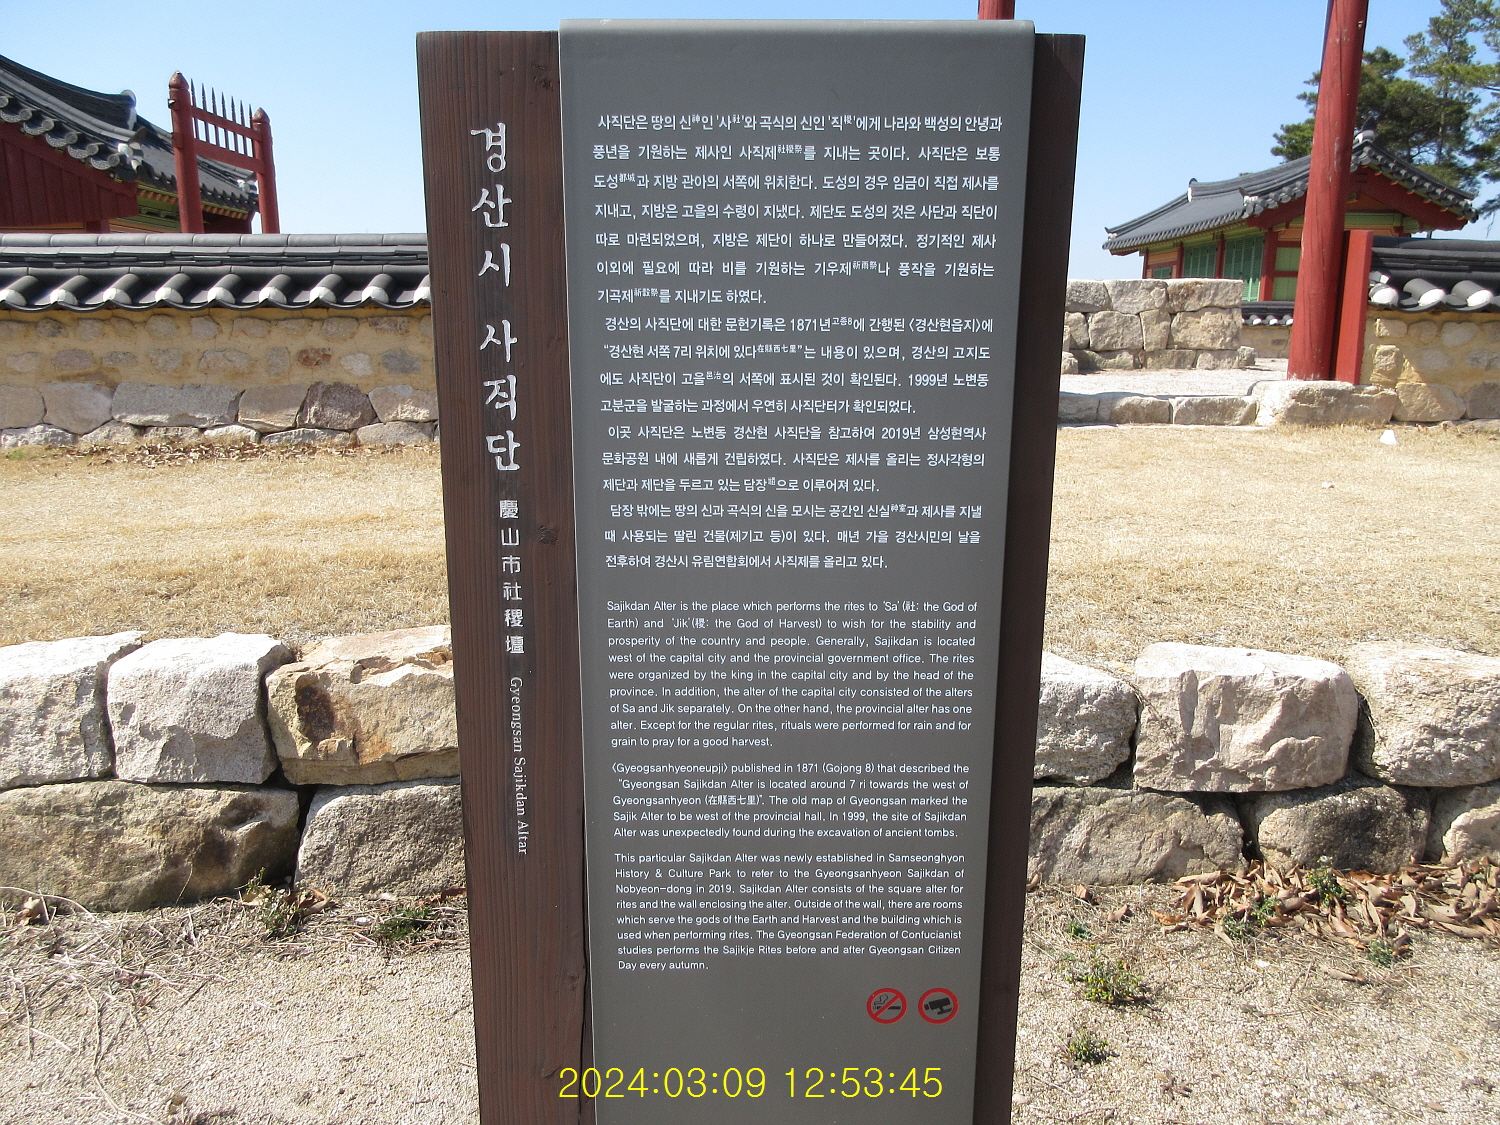 경산시 사직단
慶山市社稷壇
Gyeongsan Sajikdan Altar
사직단은 땅의 신神인 '사社'와 곡식의 신인 '직稷'에게 나라와 백성의 안녕과
풍년을 기원하는 제사인 사직제社稷祭를 지내는 곳이다. 사직단은 보통
도성都城과 지방 관아의 서쪽에 위치한다. 도성의 경우 임금이 직접 제사를
지내고, 지방은 고을의 수령이 지냈다. 제단도 도성의 것은 사단과 직단이
따로 마련되었으며, 지방은 제단이 하나로 만들어졌다. 정기적인 제사
이외에 필요에 따라 비를 기원하는 기우제祈雨祭나 풍작을 기원하는
기곡제祈穀祭를 지내기도 하였다.
경산의 사직단에 대한 문헌기록은 1871년고종8에 간행된 〈경산현읍지〉에
"경산현 서쪽 7리 위치에 있다在縣西七里"는 내용이 있으며, 경산의 고지도
에도 사직단이 고을邑治의 서쪽에 표시된 것이 확인된다. 1999년 노변동
고분군을 발굴하는 과정에서 우연히 사직단터가 확인되었다.
이곳 사직단은 노변동 경산현 사직단을 참고하여 2019년 삼성현역사
문화공원 내에 새롭게 건립하였다. 사직단은 제사를 올리는 정사각형의
제단과 제단을 두르고 있는 담장으로 이루어져 있다.
담장 밖에는 땅의 신과 곡식의 신을 모시는 공간인 신실神室과 제사를 지낼
때 사용되는 딸린 건물(제기고 등)이 있다. 매년 가을 경산시민의 날을
전후하여 경산시 유림연합회에서 사직제를 올리고 있다.
Sajikdan Alter is the place which performs the rites to 'Sa'(社: the God of
Earth) and 'Jik'(稷: the God of Harvest) to wish for the stability and
prosperity of the country and people. Generally, Sajikdan is located
west of the capital city and the provincial government office. The rites
were organized by the king in the capital city and by the head of the
province. In addition, the alter of the capital city consisted of the alters
of Sa and Jik separately. On the other hand, the provincial alter has one
alter. Except for the regular rites, rituals were performed for rain and for
grain to pray for a good harvest.
〈Gyeogsanhyeoneupji〉 published in 1871 (Gojong 8) that described the
"Gyeongsan Sajikdan Alter is located around 7 ri towards the west of
Gyeongsanhyeon (在縣西七里)". The old map of Gyeongsan marked the
Sajik Alter to be west of the provincial hall. In 1999, the site of Sajikdan
Alter was unexpectedly found during the excavation of ancient tombs.
This particular Sajikdan Alter was newly established in Samseonghyon
History & Culture Park to refer to the Gyeongsanhyeon Sajikdan of
Nobyeon-dong in 2019. Sajikdan Alter consists of the square alter for
rites and the wall enclosing the alter. Outside of the wall, there are rooms
which serve the gods of the Earth and Harvest and the building which is
used when performing rites. The Gyeongsan Federation of Confucianist
studies performs the Sajikje Rites before and after Gyeongsan Citizen
Day every autumn.
2024:03:09 12:53:45